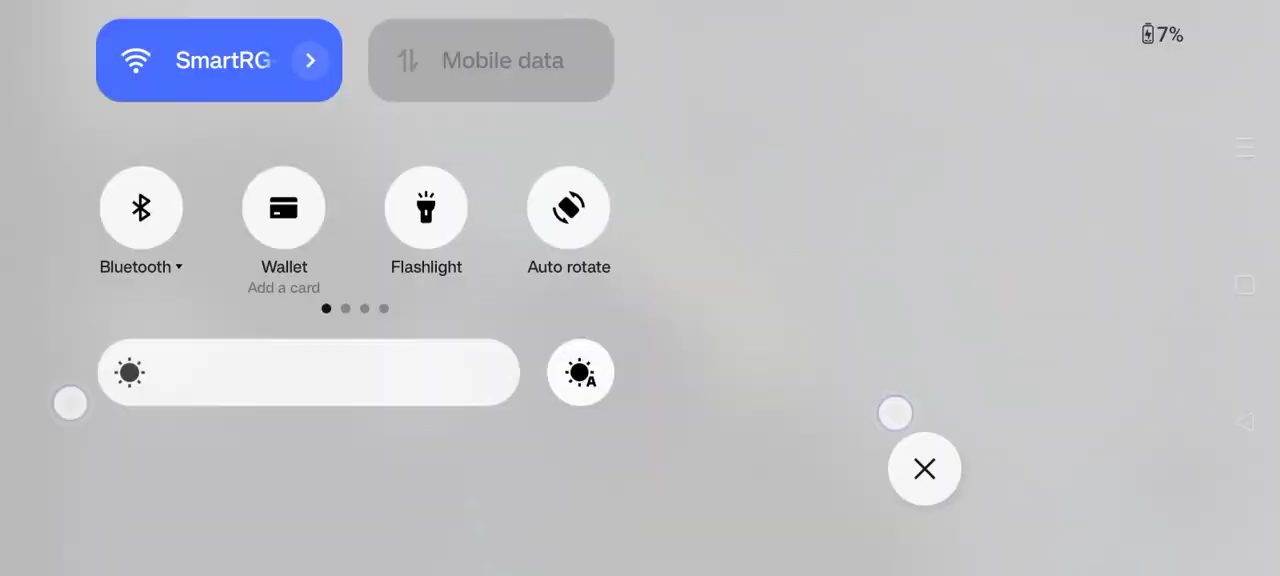 SmartRG
Mobile data
7%
Bluetooth
Wallet
Flashlight
Auto rotate
Add a card
A